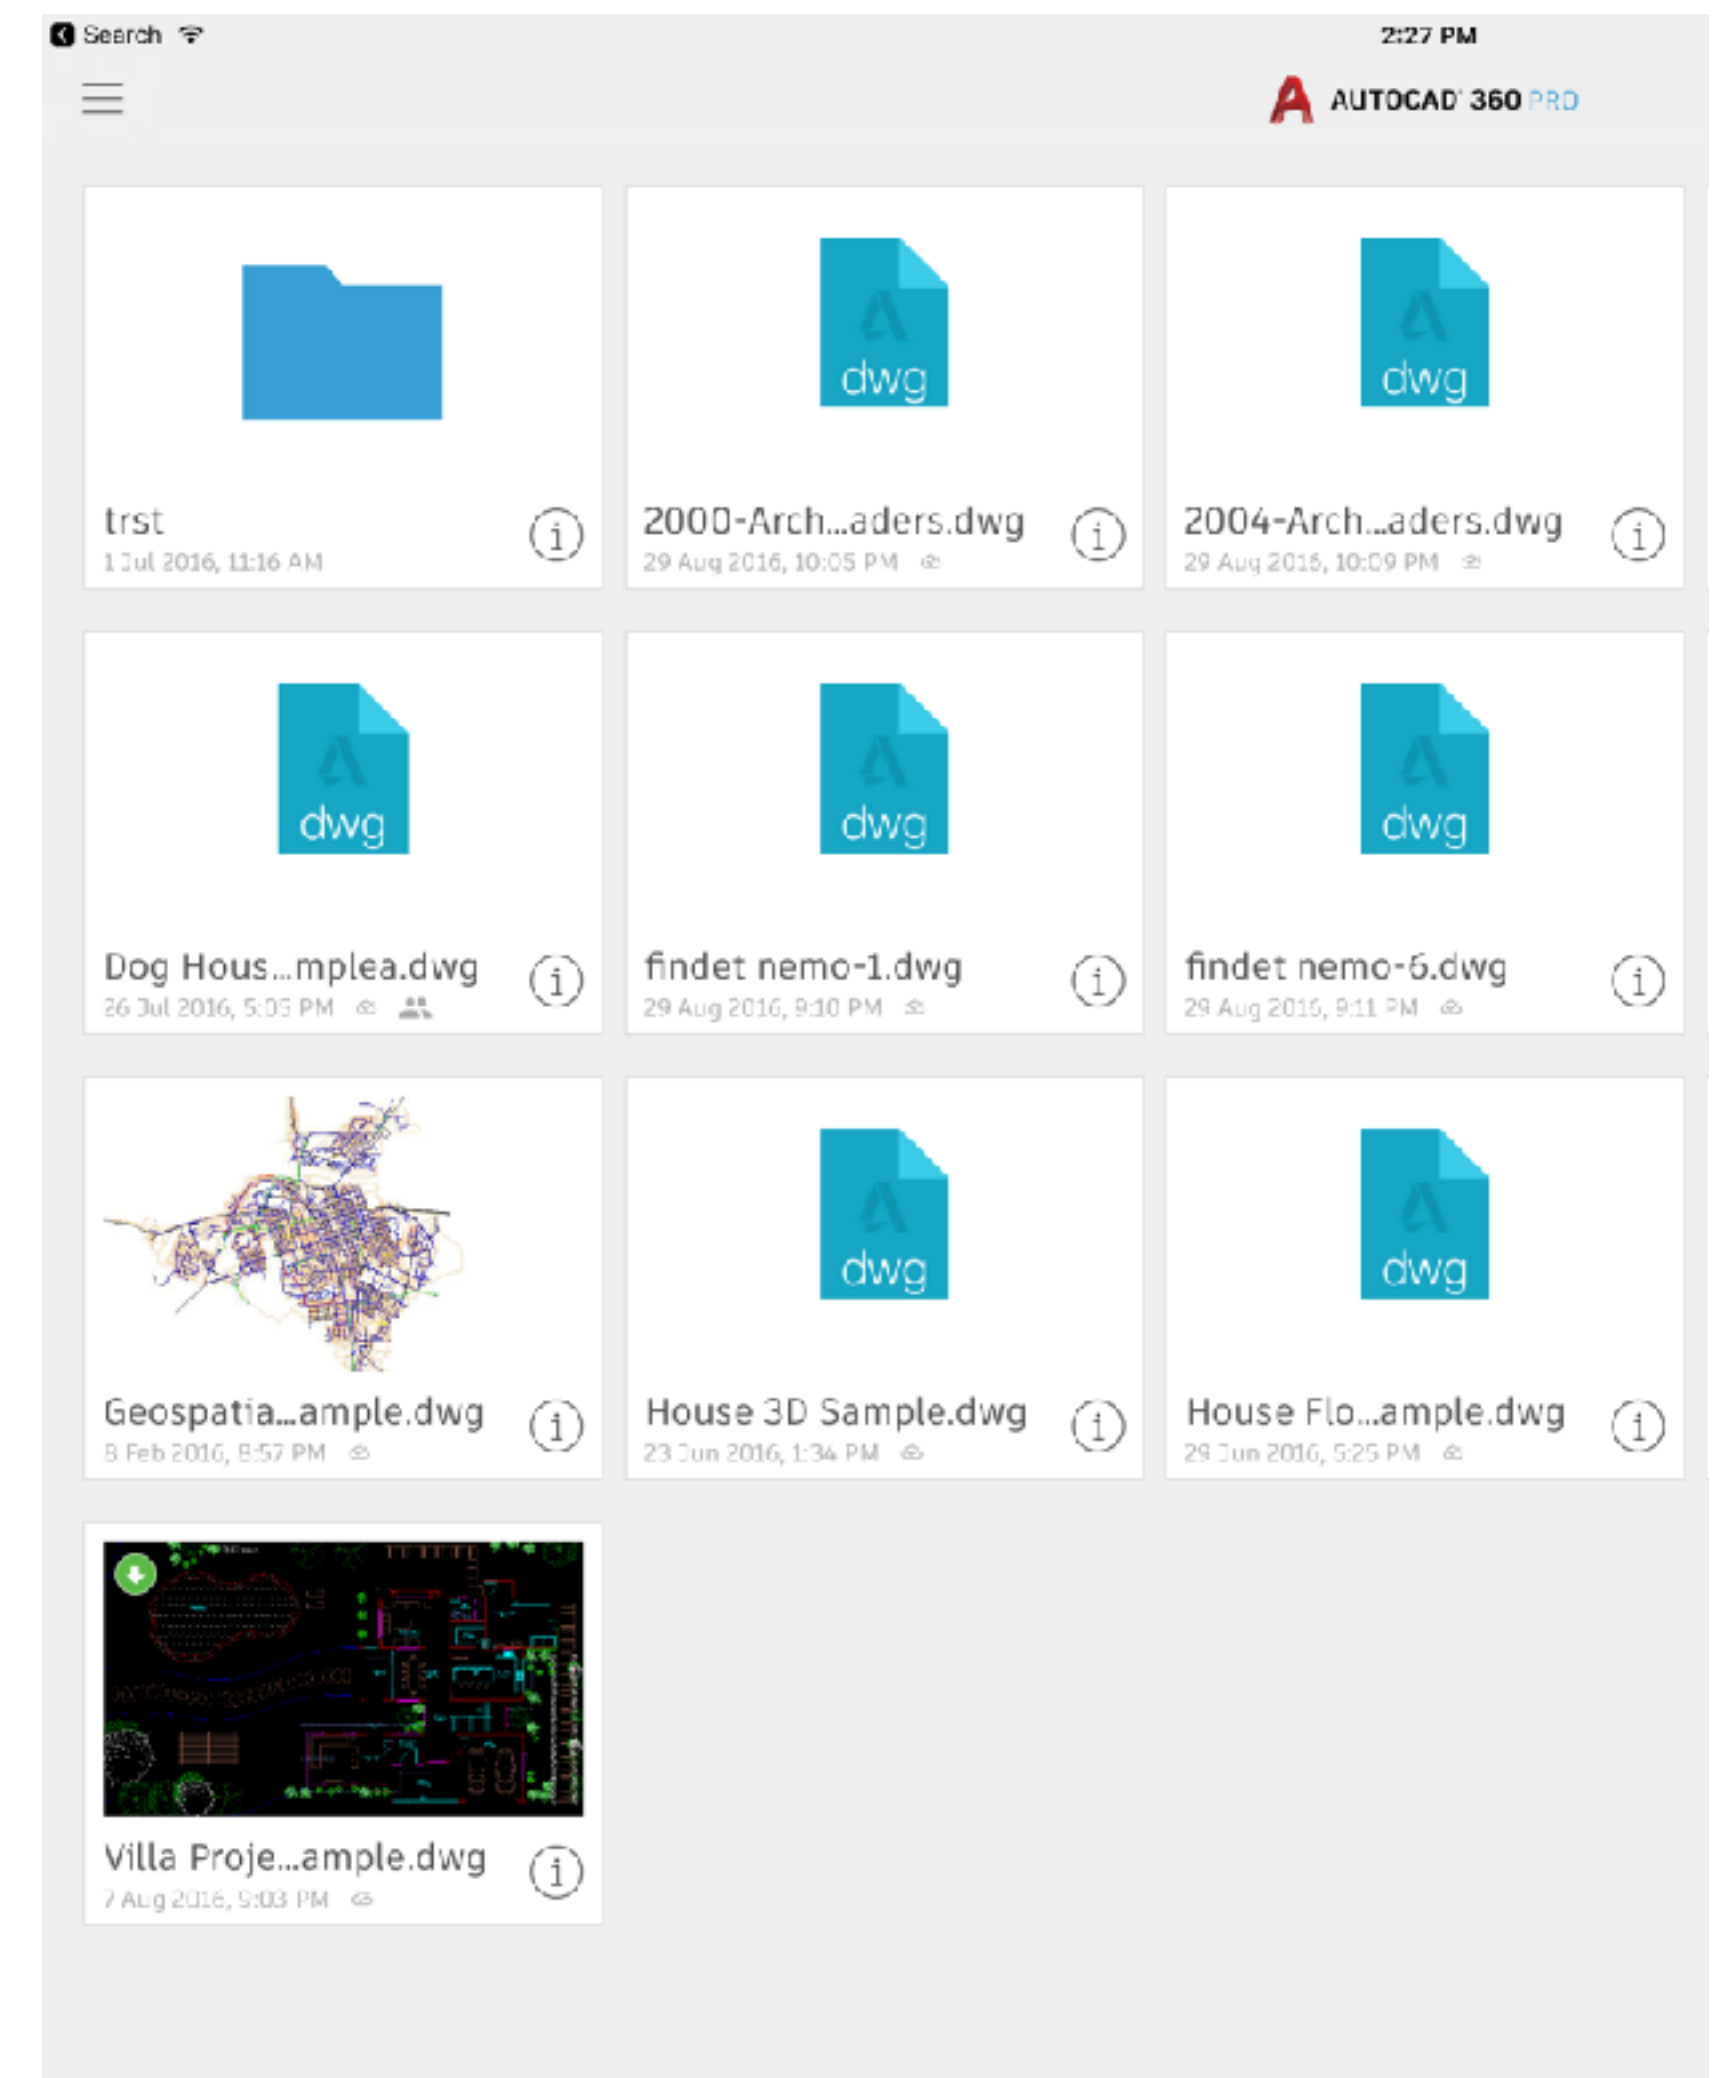 Search
2:27 PM
AUTOCAD 360 PRO
dwg
dwg
trst
2000-Arch...aders.dwg
2004-Arch...aders.dwg
1 Jul 2016, 11:16 AM
29 Aug 2016, 10:05 PM
29 Aug 2016, 10:09 PM
dwg
dwg
dwg
Dog Hous...mplea.dwg
findet nemo-1.dwg
findet nemo-6.dwg
26 Jul 2016, 5:05 PM
29 Aug 2016, 9:10 PM
29 Aug 2016, 9:11 PM
dwg
dwg
Geospatia...ample.dwg
House 3D Sample.dwg
House Flo...ample.dwg
8 Feb 2016, 8:57 PM
23 Jun 2016, 1:34 PM
29 Jun 2016, 5:25 PM
Villa Proje...ample.dwg
7 Aug 2016, 9:03 PM